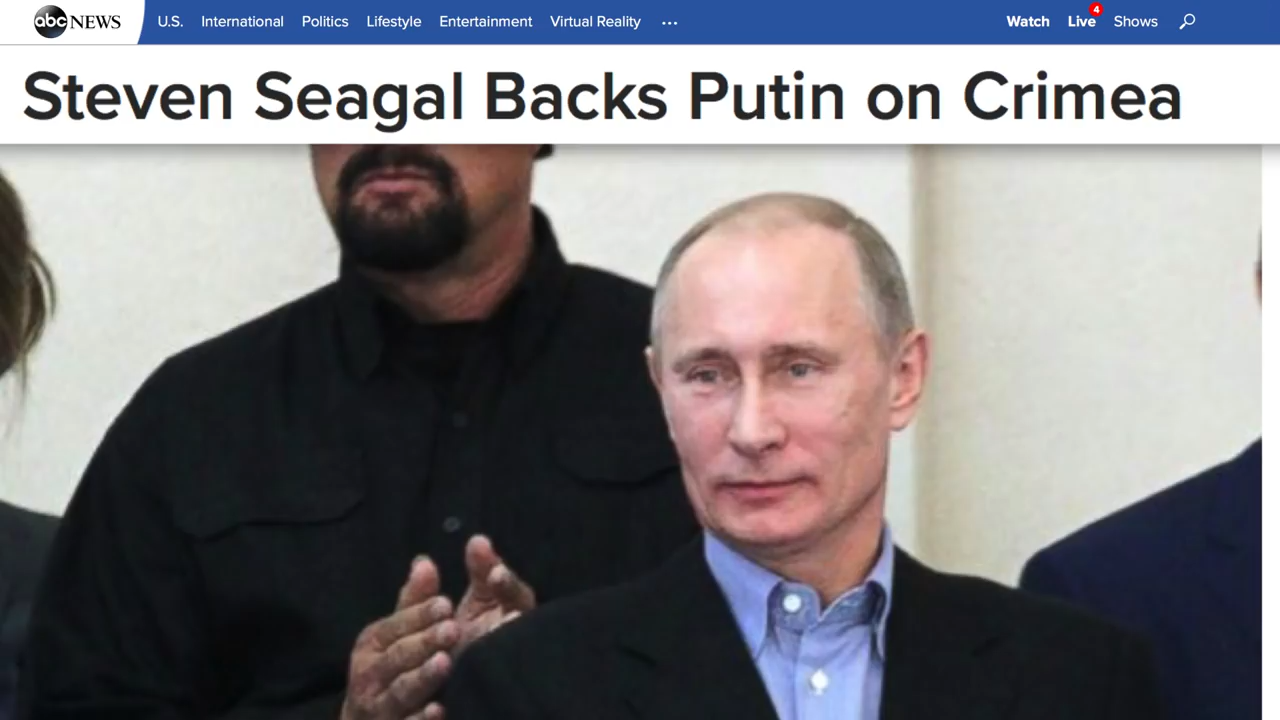 abc NEWS U.S. International Politics Lifestyle Entertainment Virtual Reality ... Watch Live 4 Shows
Steven Seagal Backs Putin on Crimea